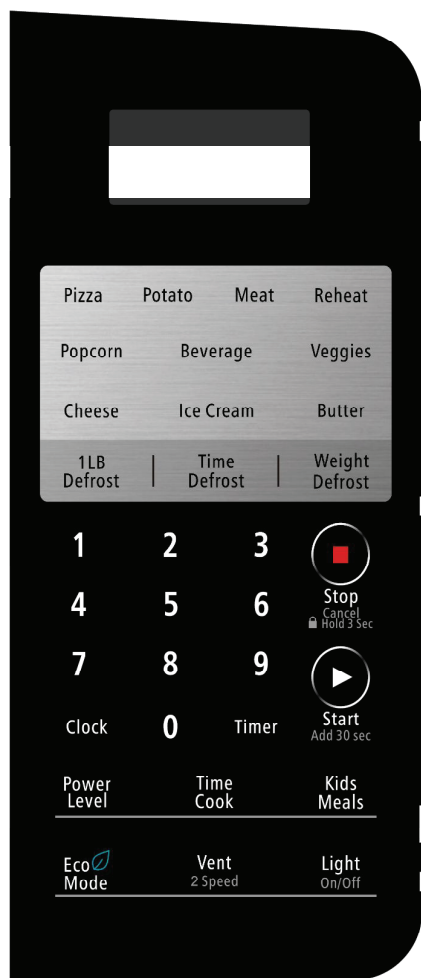 Pizza Potato Meat Reheat
Popcorn Beverage Veggies
Cheese Ice Cream Butter
1LB Time Weight
Defrost Defrost Defrost
1 2 3
4 5 6
Stop
Cancel
Hold 3 Sec
7 8 9
Clock 0 Timer
Start
Add 30 sec
Power Time Kids
Level Cook Meals
Eco Vent Light
Mode 2 Speed On/Off